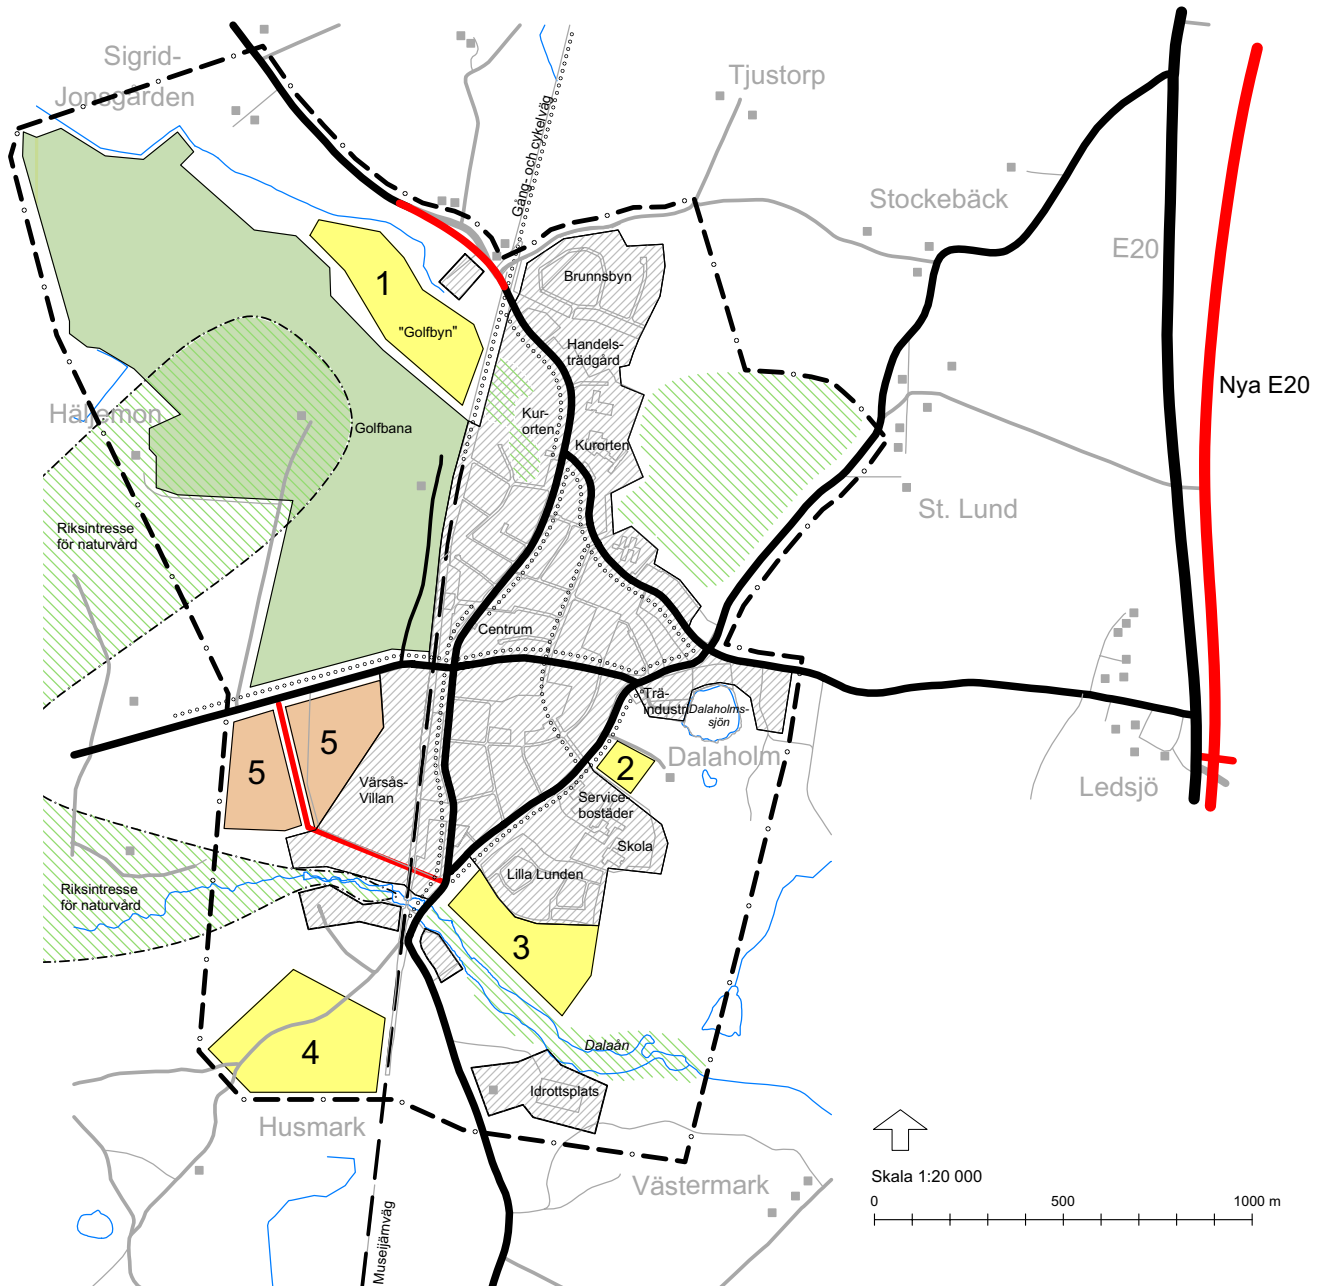 Sigrid-
Jonsgården
Tjustorp
Gång- och cykelväg
Stockebäck
E20
Brunnsbyn
1
"Golfbyn"
Handels-
trädgård
Nya E20
Häkemon
Golfbana
Kur-
orten
Kurorten
St. Lund
Riksintresse
för naturvård
Centrum
Trä-
industri
Dalaholms-
sjön
5
5
2
Dalaholm
Värsås-
Villan
Service-
bostäder
Ledsjö
Skola
Lilla Lunden
Riksintresse
för naturvård
3
4
Dalaån
Idrottsplats
Husmark
Västermark
Museijärnväg
Skala 1:20 000
0
500
1000 m